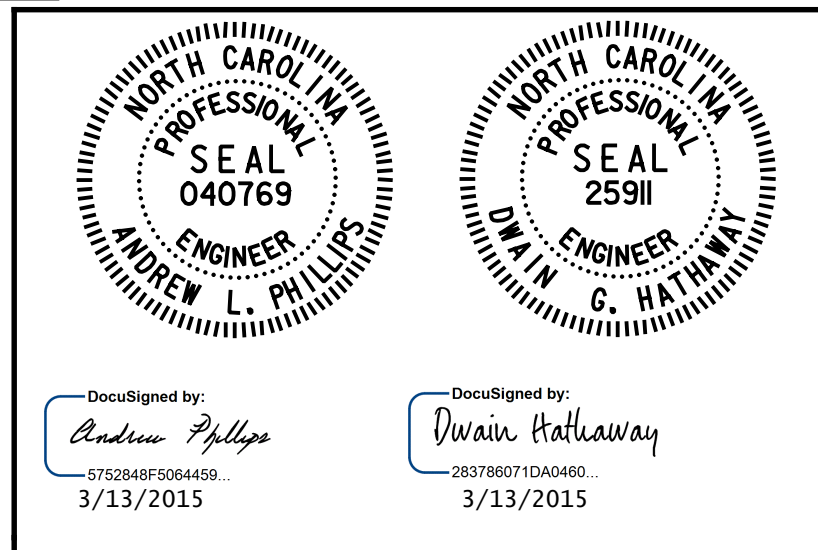 NORTH CAROLINA
PROFESSIONAL
SEAL
040769
ENGINEER
ANDREW L. PHILLIPS
NORTH CAROLINA
PROFESSIONAL
SEAL
25911
ENGINEER
DWAIN G. HATHAWAY
DocuSigned by:
Andrew Phillips
5752848F5064459...
3/13/2015
DocuSigned by:
Dwain Hathaway
283786071DA0460...
3/13/2015